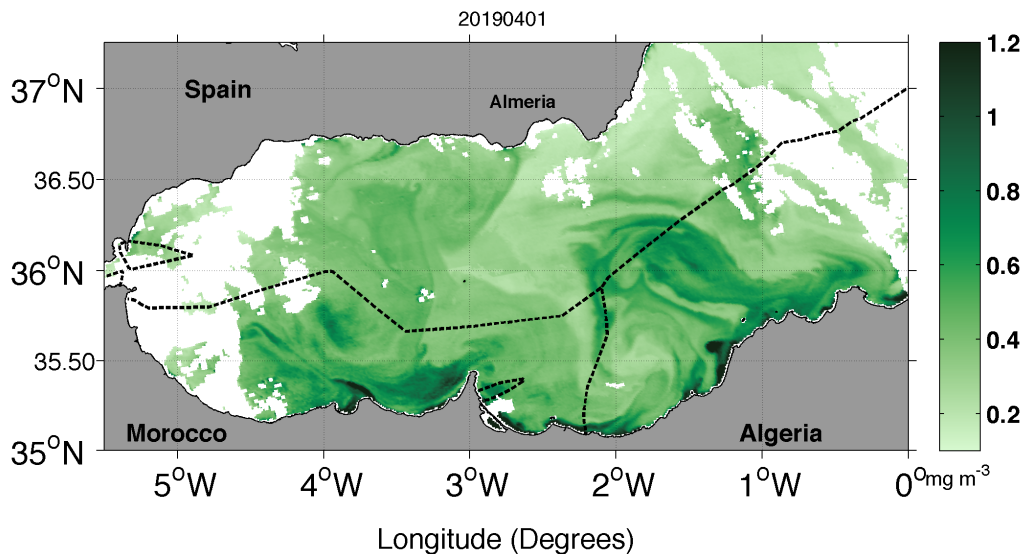 20190401
37°N
36.50
36°N
35.50
35°N
Spain
Almeria
Morocco
Algeria
5°W
4°W
3°W
2°W
1°W
0°
Longitude (Degrees)
1.2
1
0.8
0.6
0.4
0.2
mg m⁻³